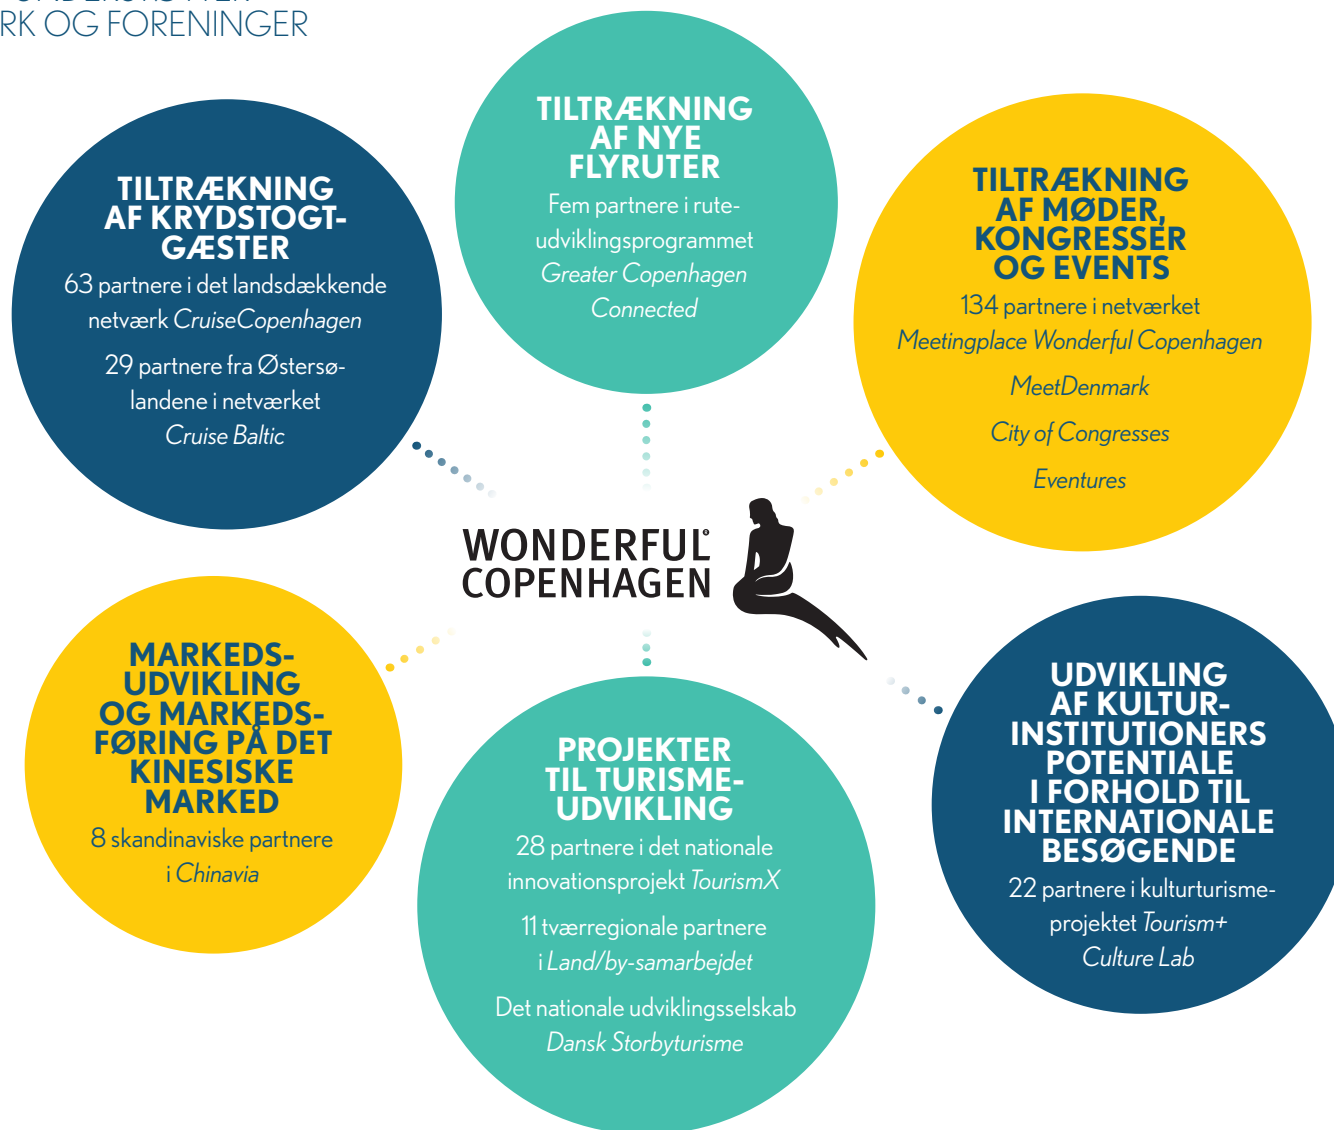 RK OG FORENINGER
TILTRÆKNING
AF KRYDSTOGT-
GÆSTER
63 partnere i det landsdækkende
netværk CruiseCopenhagen
29 partnere fra Østersø-
landene i netværket
Cruise Baltic
TILTRÆKNING
AF NYE
FLYRUTER
Fem partnere i rute-
udviklingsprogrammet
Greater Copenhagen
Connected
TILTRÆKNING
AF MØDER,
KONGRESSER
OG EVENTS
134 partnere i netværket
Meetingplace Wonderful Copenhagen
MeetDenmark
City of Congresses
Eventures
WONDERFUL®
COPENHAGEN
MARKEDS-
UDVIKLING
OG MARKEDS-
FØRING PÅ DET
KINESISKE
MARKED
8 skandinaviske partnere
i Chinavia
PROJEKTER
TIL TURISME-
UDVIKLING
28 partnere i det nationale
innovationsprojekt TourismX
11 tværregionale partnere
i Land/by-samarbejdet
Det nationale udviklingsselskab
Dansk Storbyturisme
UDVIKLING
AF KULTUR-
INSTITUTIONERS
POTENTIALE
I FORHOLD TIL
INTERNATIONALE
BESØGENDE
22 partnere i kulturturisme-
projektet Tourism+
Culture Lab